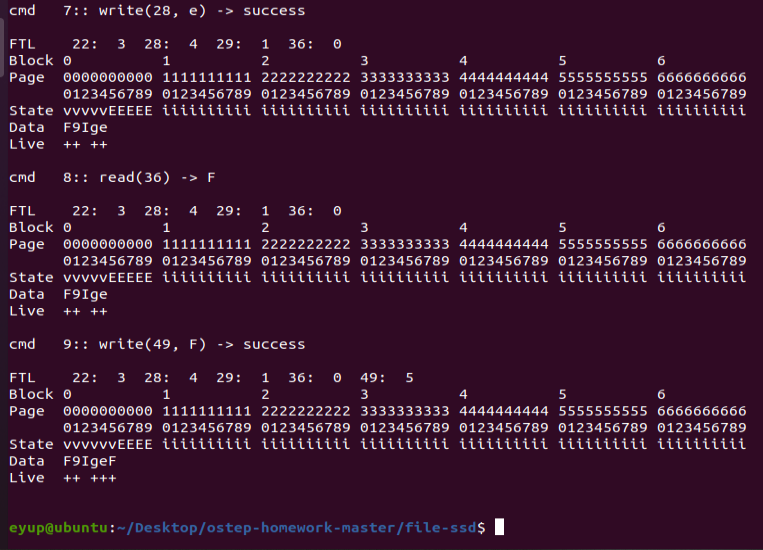 cmd   7:: write(28, e) -> success
FTL    22:  3  28:  4  29:  1  36:  0
Block 0          1          2          3          4          5          6
Page  0000000000 1111111111 2222222222 3333333333 4444444444 5555555555 6666666666
      0123456789 0123456789 0123456789 0123456789 0123456789 0123456789 0123456789
State vvvvvEEEEE iiiiiiiiii iiiiiiiiii iiiiiiiiii iiiiiiiiii iiiiiiiiii iiiiiiiiii
Data  F9Ige
Live  ++ ++
cmd   8:: read(36) -> F
FTL    22:  3  28:  4  29:  1  36:  0
Block 0          1          2          3          4          5          6
Page  0000000000 1111111111 2222222222 3333333333 4444444444 5555555555 6666666666
      0123456789 0123456789 0123456789 0123456789 0123456789 0123456789 0123456789
State vvvvvEEEEE iiiiiiiiii iiiiiiiiii iiiiiiiiii iiiiiiiiii iiiiiiiiii iiiiiiiiii
Data  F9Ige
Live  ++ ++
cmd   9:: write(49, F) -> success
FTL    22:  3  28:  4  29:  1  36:  0  49:  5
Block 0          1          2          3          4          5          6
Page  0000000000 1111111111 2222222222 3333333333 4444444444 5555555555 6666666666
      0123456789 0123456789 0123456789 0123456789 0123456789 0123456789 0123456789
State vvvvvvEEEE iiiiiiiiii iiiiiiiiii iiiiiiiiii iiiiiiiiii iiiiiiiiii iiiiiiiiii
Data  F9IgeF
Live  ++ +++
eyup@ubuntu:~/Desktop/ostep-homework-master/file-ssd$